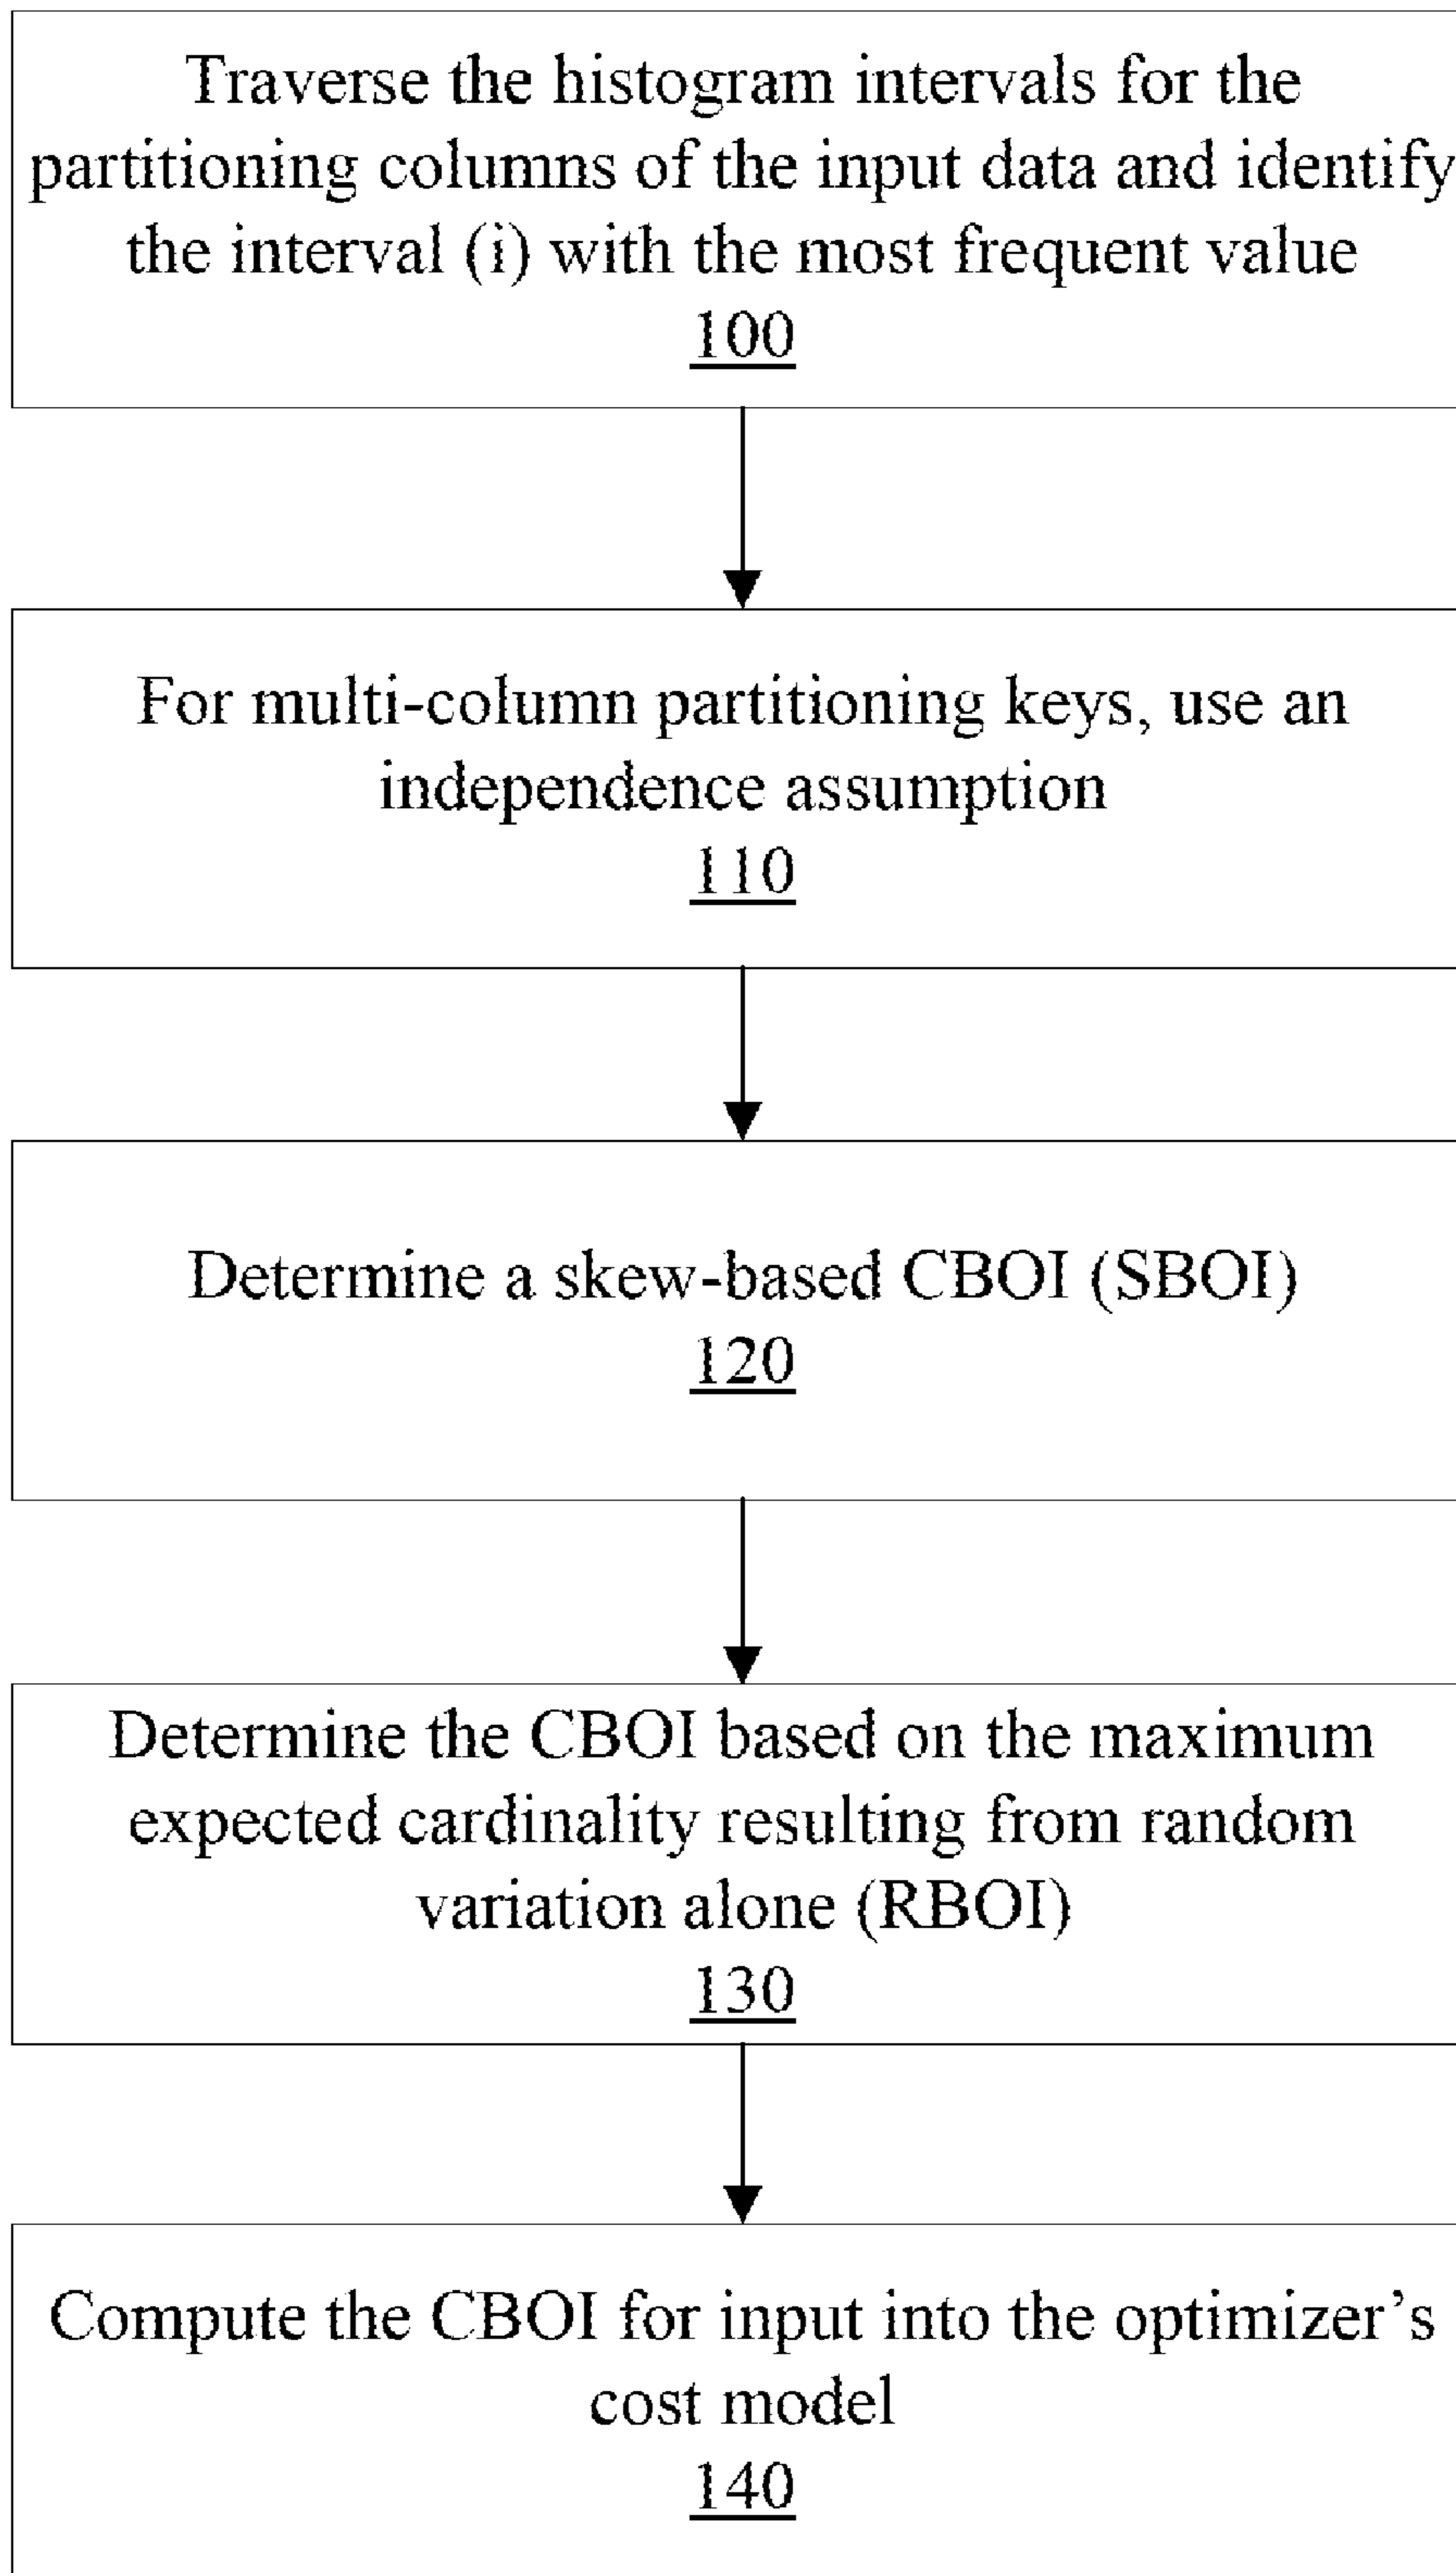 Traverse the histogram intervals for the
partitioning columns of the input data and identify
the interval (i) with the most frequent value
100
For multi-column partitioning keys, use an
independence assumption
110
Determine a skew-based CBOI (SBOI)
120
Determine the CBOI based on the maximum
expected cardinality resulting from random
variation alone (RBOI)
130
Compute the CBOI for input into the optimizer’s
cost model
140